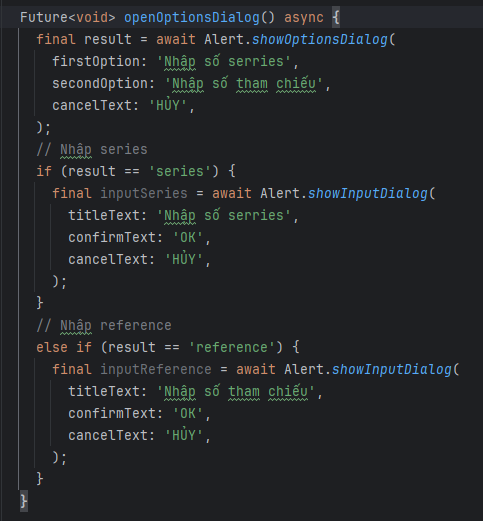 Future<void> openOptionsDialog() async {
  final result = await Alert.showOptionsDialog(
    firstOption: 'Nhập số serries',
    secondOption: 'Nhập số tham chiếu',
    cancelText: 'HỦY',
  );
  // Nhập series
  if (result == 'series') {
    final inputSeries = await Alert.showInputDialog(
      titleText: 'Nhập số serries',
      confirmText: 'OK',
      cancelText: 'HỦY',
    );
  }
  // Nhập reference
  else if (result == 'reference') {
    final inputReference = await Alert.showInputDialog(
      titleText: 'Nhập số tham chiếu',
      confirmText: 'OK',
      cancelText: 'HỦY',
    );
  }
}